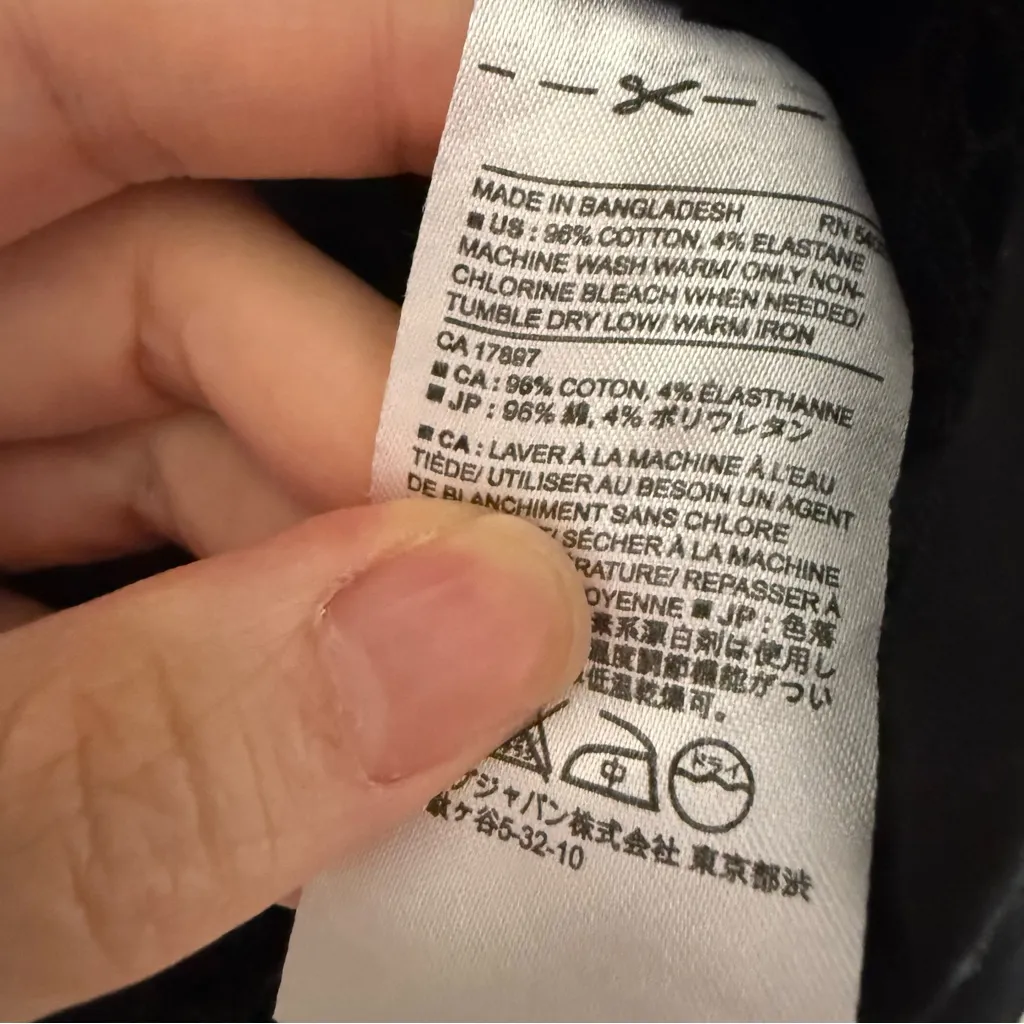 MADE IN BANGLADESH RN 54
■ US : 96% COTTON, 4% ELASTANE
MACHINE WASH WARM/ ONLY NON-
CHLORINE BLEACH WHEN NEEDED/
TUMBLE DRY LOW/ WARM IRON
CA 17897
■ CA : 96% COTON, 4% ÉLASTHANNE
■ JP : 96% 綿, 4% ポリウレタン
■ CA : LAVER À LA MACHINE À L'EAU
TIÈDE/ UTILISER AU BESOIN UN AGENT
DE BLANCHIMENT SANS CHLORE
/ SÉCHER À LA MACHINE
RATURE/ REPASSER À
OYENNE ■ JP : 色落
素系漂白剤は使用し
温度調節機能がつい
低温乾燥可。
中 ドライ
プジャパン株式会社 東京都渋
ヶ谷5-32-10